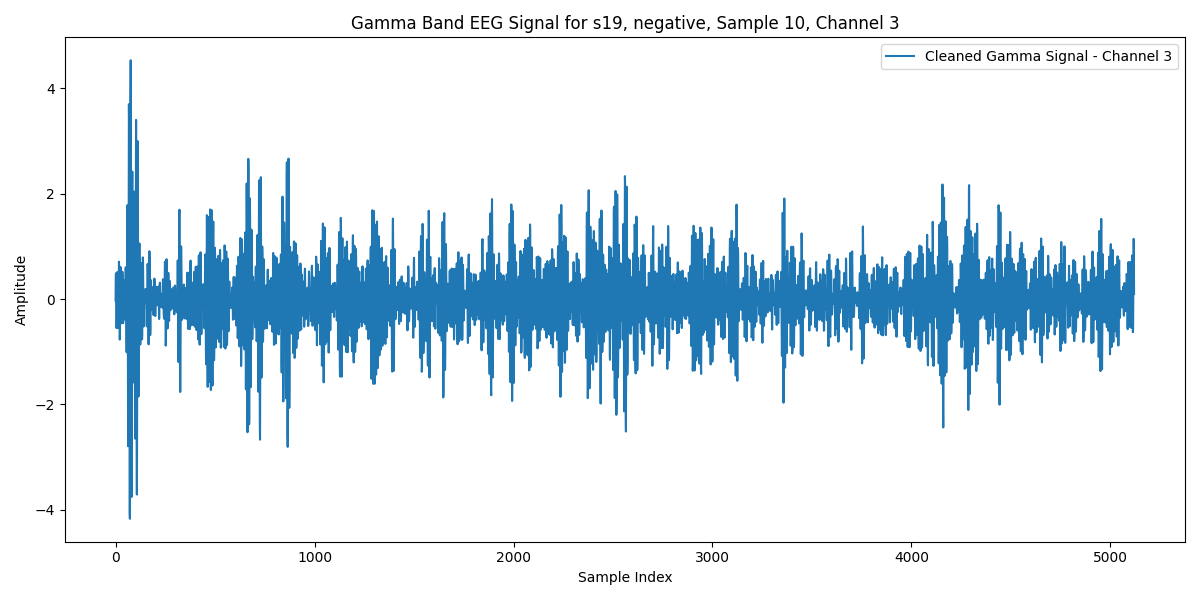 Gamma Band EEG Signal for s19, negative, Sample 10, Channel 3
Cleaned Gamma Signal - Channel 3
Amplitude
4
2
0
−2
−4
0 1000 2000 3000 4000 5000
Sample Index